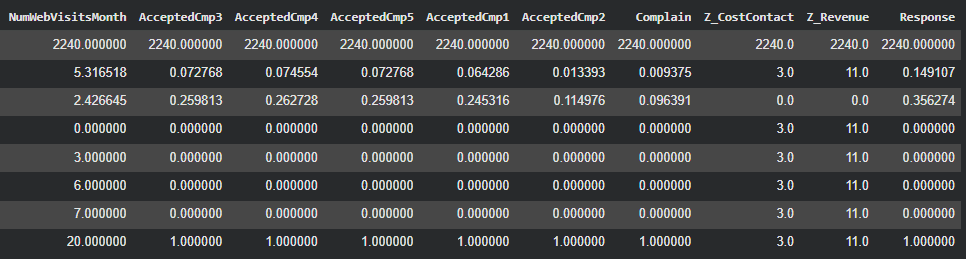 NumWebVisitsMonth AcceptedCmp3 AcceptedCmp4 AcceptedCmp5 AcceptedCmp1 AcceptedCmp2 Complain Z_CostContact Z_Revenue Response
2240.000000 2240.000000 2240.000000 2240.000000 2240.000000 2240.000000 2240.000000 2240.0 2240.0 2240.000000
5.316518 0.072768 0.074554 0.072768 0.064286 0.013393 0.009375 3.0 11.0 0.149107
2.426645 0.259813 0.262728 0.259813 0.245316 0.114976 0.096391 0.0 0.0 0.356274
0.000000 0.000000 0.000000 0.000000 0.000000 0.000000 0.000000 3.0 11.0 0.000000
3.000000 0.000000 0.000000 0.000000 0.000000 0.000000 0.000000 3.0 11.0 0.000000
6.000000 0.000000 0.000000 0.000000 0.000000 0.000000 0.000000 3.0 11.0 0.000000
7.000000 0.000000 0.000000 0.000000 0.000000 0.000000 0.000000 3.0 11.0 0.000000
20.000000 1.000000 1.000000 1.000000 1.000000 1.000000 1.000000 3.0 11.0 1.000000